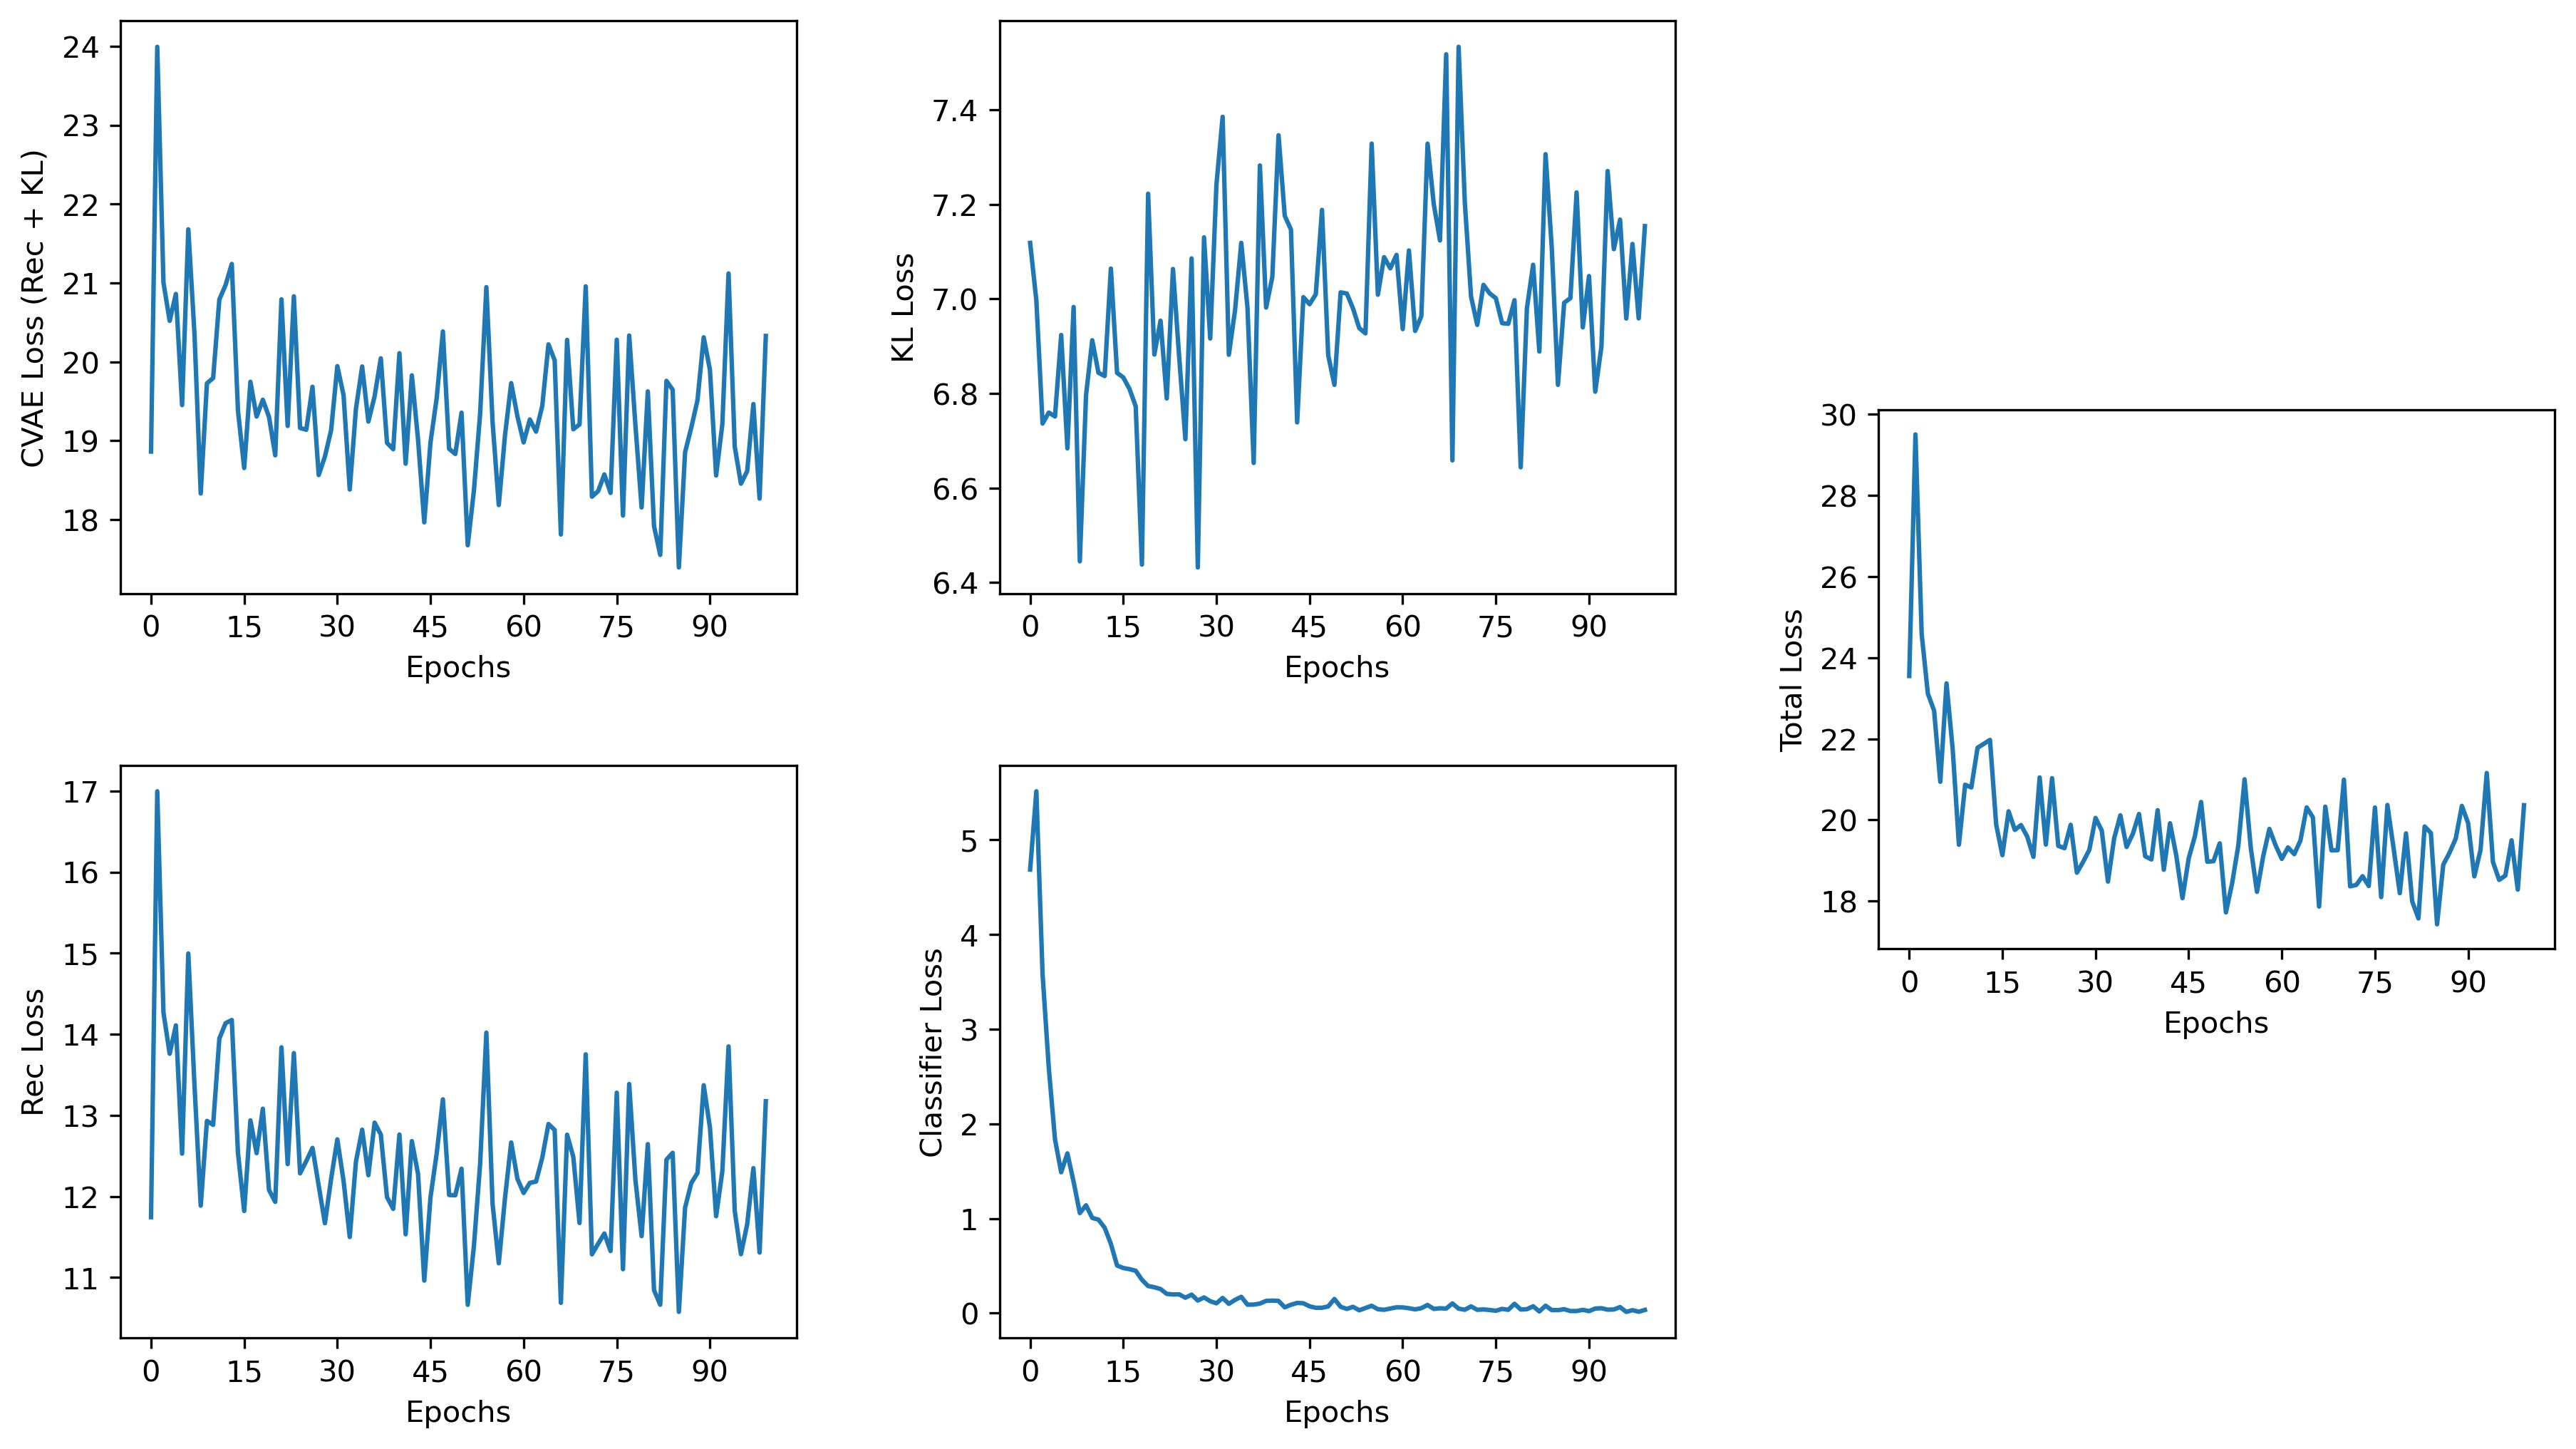 CVAE Loss (Rec + KL)
24
23
22
21
20
19
18
0 15 30 45 60 75 90
Epochs
KL Loss
7.4
7.2
7.0
6.8
6.6
6.4
0 15 30 45 60 75 90
Epochs
Rec Loss
17
16
15
14
13
12
11
0 15 30 45 60 75 90
Epochs
Classifier Loss
5
4
3
2
1
0
0 15 30 45 60 75 90
Epochs
Total Loss
30
28
26
24
22
20
18
0 15 30 45 60 75 90
Epochs